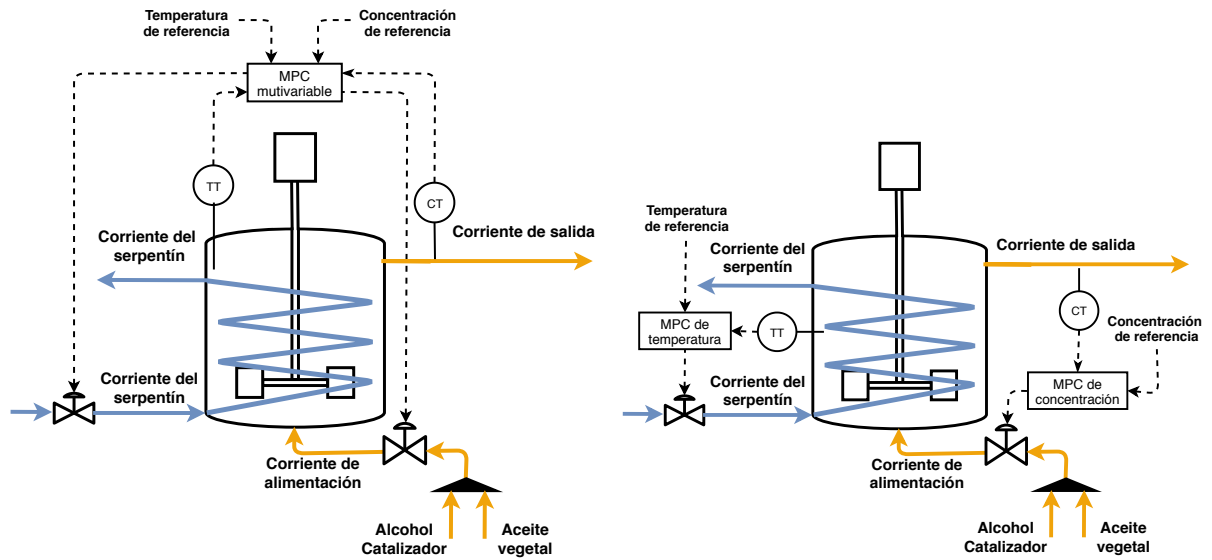 Temperatura
de referencia
Concentración
de referencia
MPC
mutivariable
TT
CT
Corriente del
serpentín
Corriente de salida
Corriente del
serpentín
Corriente de
alimentación
Alcohol
Catalizador
Aceite
vegetal
Temperatura
de referencia
Corriente del
serpentín
Corriente de salida
MPC de
temperatura
TT
CT
Concentración
de referencia
Corriente del
serpentín
MPC de
concentración
Corriente de
alimentación
Alcohol
Catalizador
Aceite
vegetal